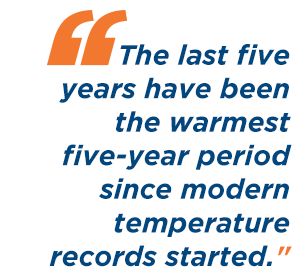 “The last five
years have been
the warmest
five-year period
since modern
temperature
records started."